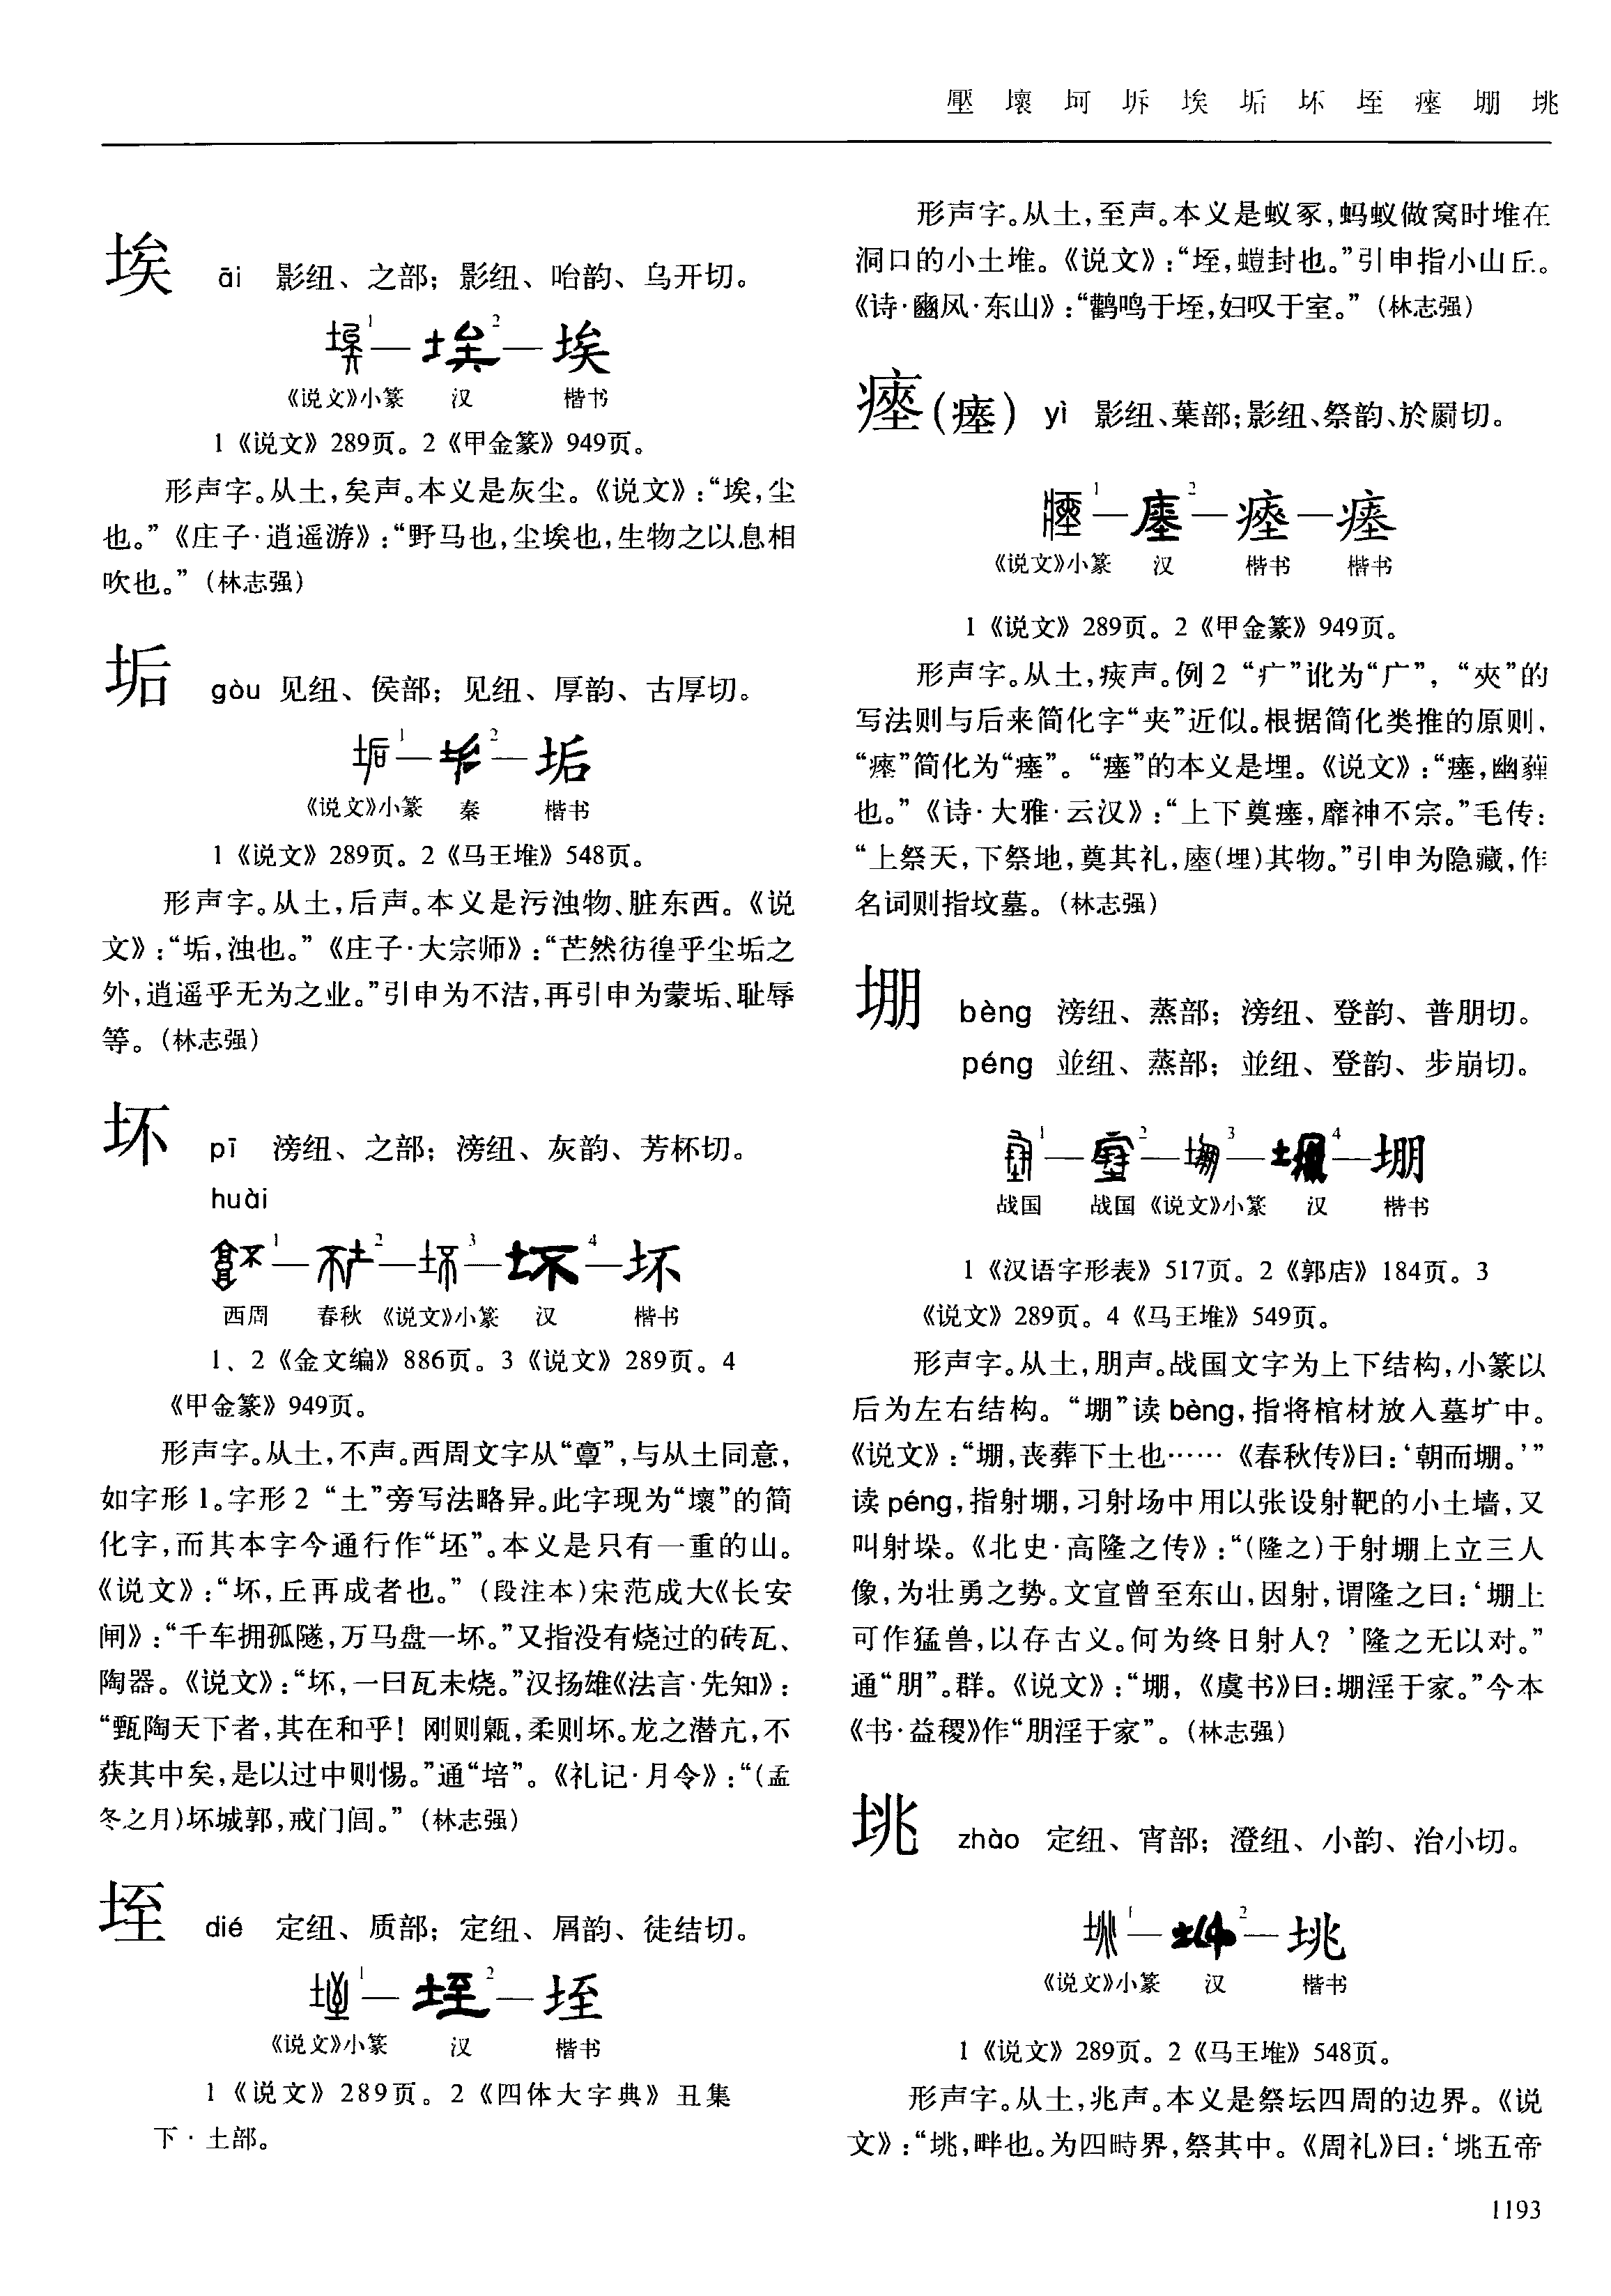 壓 壞 坷 坼 埃 垢 坏 垤 瘞 堋 垗
埃 āi 影纽、之部；影纽、咍韵、乌开切。
1 — 2 — 埃
《说文》小篆 汉 楷书
1《说文》289页。2《甲金篆》949页。
形声字。从土，矣声。本义是灰尘。《说文》：“埃，尘
也。”《庄子·逍遥游》：“野马也，尘埃也，生物之以息相
吹也。”（林志强）
垢 gòu 见纽、侯部；见纽、厚韵、古厚切。
1 — 2 — 垢
《说文》小篆 秦 楷书
1《说文》289页。2《马王堆》548页。
形声字。从土，后声。本义是污浊物、脏东西。《说
文》：“垢，浊也。”《庄子·大宗师》：“芒然彷徨乎尘垢之
外，逍遥乎无为之业。”引申为不洁，再引申为蒙垢、耻辱
等。（林志强）
坏 pī 滂纽、之部；滂纽、灰韵、芳杯切。
huài
1 — 2 — 3 — 4 — 坏
西周 春秋 《说文》小篆 汉 楷书
1、2《金文编》886页。3《说文》289页。4
《甲金篆》949页。
形声字。从土，不声。西周文字从“𩫖”，与从土同意，
如字形1。字形2“土”旁写法略异。此字现为“壞”的简
化字，而其本字今通行作“坯”。本义是只有一重的山。
《说文》：“坏，丘再成者也。”（段注本）宋范成大《长安
闸》：“千车拥孤隧，万马盘一坏。”又指没有烧过的砖瓦、
陶器。《说文》：“坏，一曰瓦未烧。”汉扬雄《法言·先知》：
“甄陶天下者，其在和乎！刚则甈，柔则坏。龙之潜亢，不
获其中矣，是以过中则惕。”通“培”。《礼记·月令》：“（孟
冬之月）坏城郭，戒门闾。”（林志强）
垤 dié 定纽、质部；定纽、屑韵、徒结切。
1 — 2 — 垤
《说文》小篆 汉 楷书
1《说文》289页。2《四体大字典》丑集
下·土部。
形声字。从土，至声。本义是蚁冢，蚂蚁做窝时堆在
洞口的小土堆。《说文》：“垤，螘封也。”引申指小山丘。
《诗·豳风·东山》：“鹳鸣于垤，妇叹于室。”（林志强）
瘞（瘗） yì 影纽、葉部；影纽、祭韵、於罽切。
1 — 2 — 瘞 — 瘗
《说文》小篆 汉 楷书 楷书
1《说文》289页。2《甲金篆》949页。
形声字。从土，㾜声。例2“疒”讹为“广”，“夾”的
写法则与后来简化字“夹”近似。根据简化类推的原则，
“瘞”简化为“瘗”。“瘗”的本义是埋。《说文》：“瘗，幽薶
也。”《诗·大雅·云汉》：“上下奠瘗，靡神不宗。”毛传：
“上祭天，下祭地，奠其礼，瘗（埋）其物。”引申为隐藏，作
名词则指坟墓。（林志强）
堋 bèng 滂纽、蒸部；滂纽、登韵、普朋切。
péng 並纽、蒸部；並纽、登韵、步崩切。
1 — 2 — 3 — 4 — 堋
战国 战国 《说文》小篆 汉 楷书
1《汉语字形表》517页。2《郭店》184页。3
《说文》289页。4《马王堆》549页。
形声字。从土，朋声。战国文字为上下结构，小篆以
后为左右结构。“堋”读bèng，指将棺材放入墓圹中。
《说文》：“堋，丧葬下土也……《春秋传》曰：‘朝而堋。’”
读péng，指射堋，习射场中用以张设射靶的小土墙，又
叫射垛。《北史·高隆之传》：“（隆之）于射堋上立三人
像，为壮勇之势。文宣曾至东山，因射，谓隆之曰：‘堋上
可作猛兽，以存古义。何为终日射人？’隆之无以对。”
通“朋”。群。《说文》：“堋，《虞书》曰：堋淫于家。”今本
《书·益稷》作“朋淫于家”。（林志强）
垗 zhào 定纽、宵部；澄纽、小韵、治小切。
1 — 2 — 垗
《说文》小篆 汉 楷书
1《说文》289页。2《马王堆》548页。
形声字。从土，兆声。本义是祭坛四周的边界。《说
文》：“垗，畔也。为四畤界，祭其中。《周礼》曰：‘垗五帝
1193